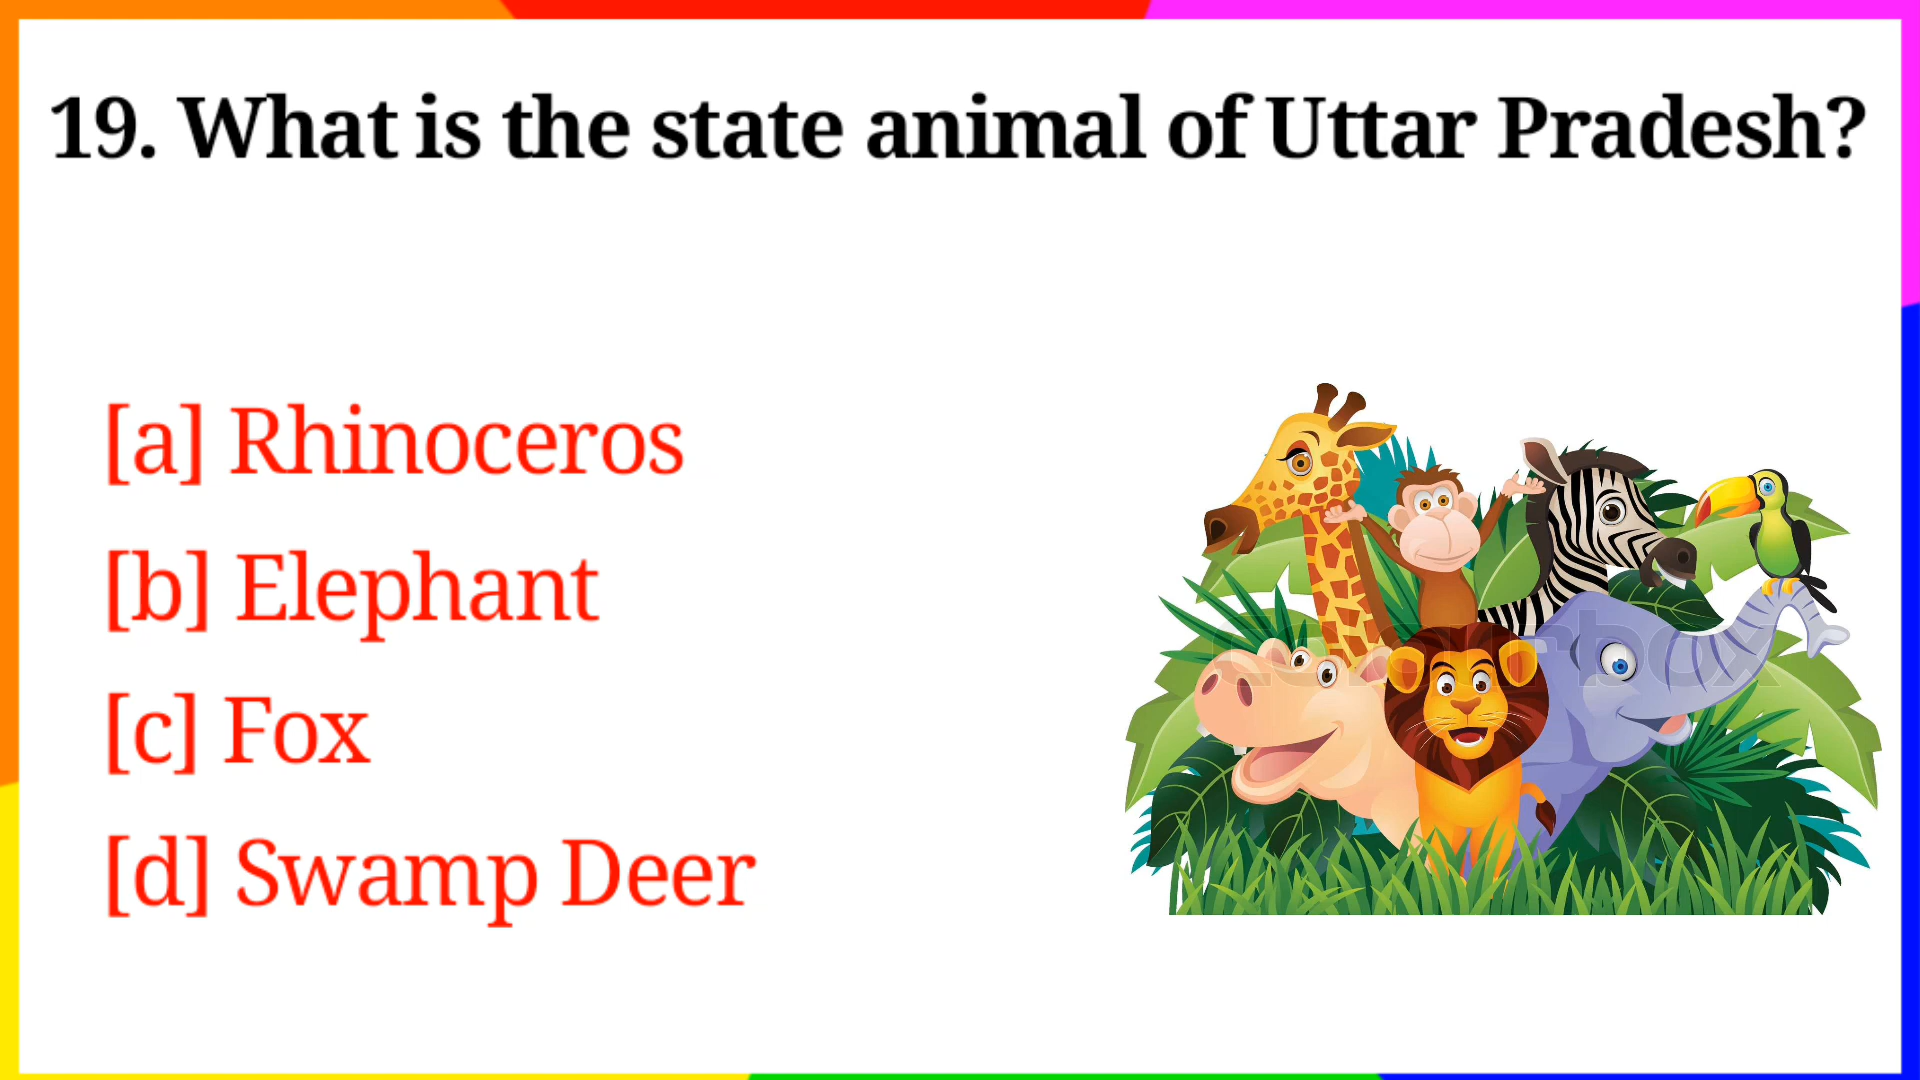 19. What is the state animal of Uttar Pradesh?
[a] Rhinoceros
[b] Elephant
[c] Fox
[d] Swamp Deer